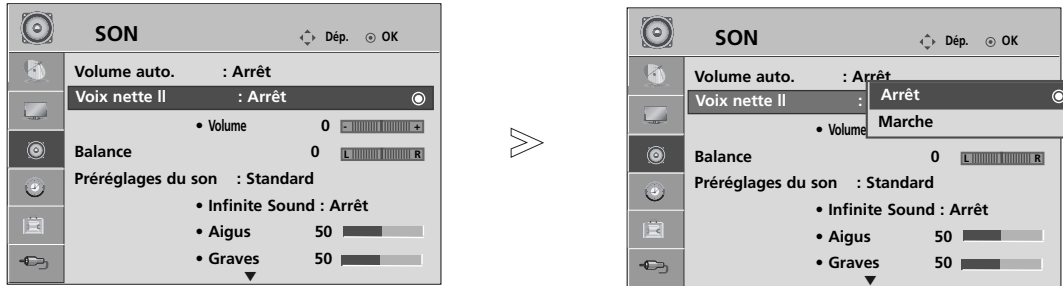 SON Dép. OK
Volume auto. : Arrêt
Voix nette II : Arrêt
• Volume 0 - +
Balance 0 L R
Préréglages du son : Standard
• Infinite Sound : Arrêt
• Aigus 50
• Graves 50
SON Dép. OK
Volume auto. : Arrêt
Voix nette II :
Arrêt
Marche
• Volume
Balance 0 L R
Préréglages du son : Standard
• Infinite Sound : Arrêt
• Aigus 50
• Graves 50